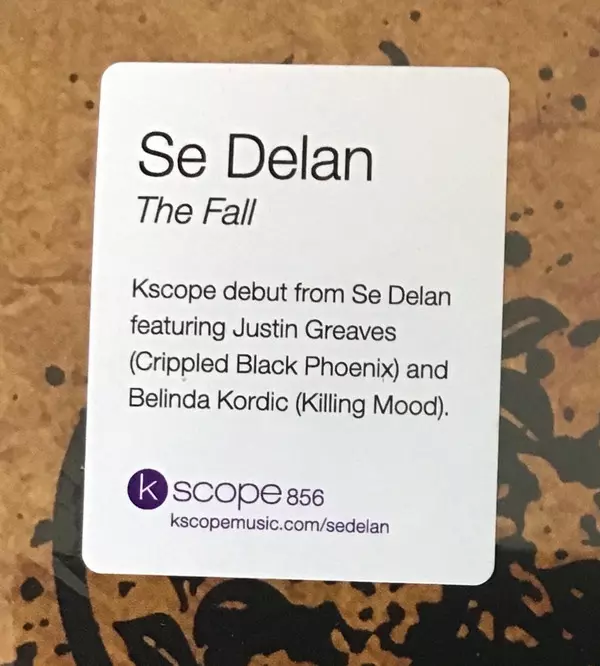 Se Delan
The Fall
Kscope debut from Se Delan
featuring Justin Greaves
(Crippled Black Phoenix) and
Belinda Kordic (Killing Mood).
k scope 856
kscopemusic.com/sedelan